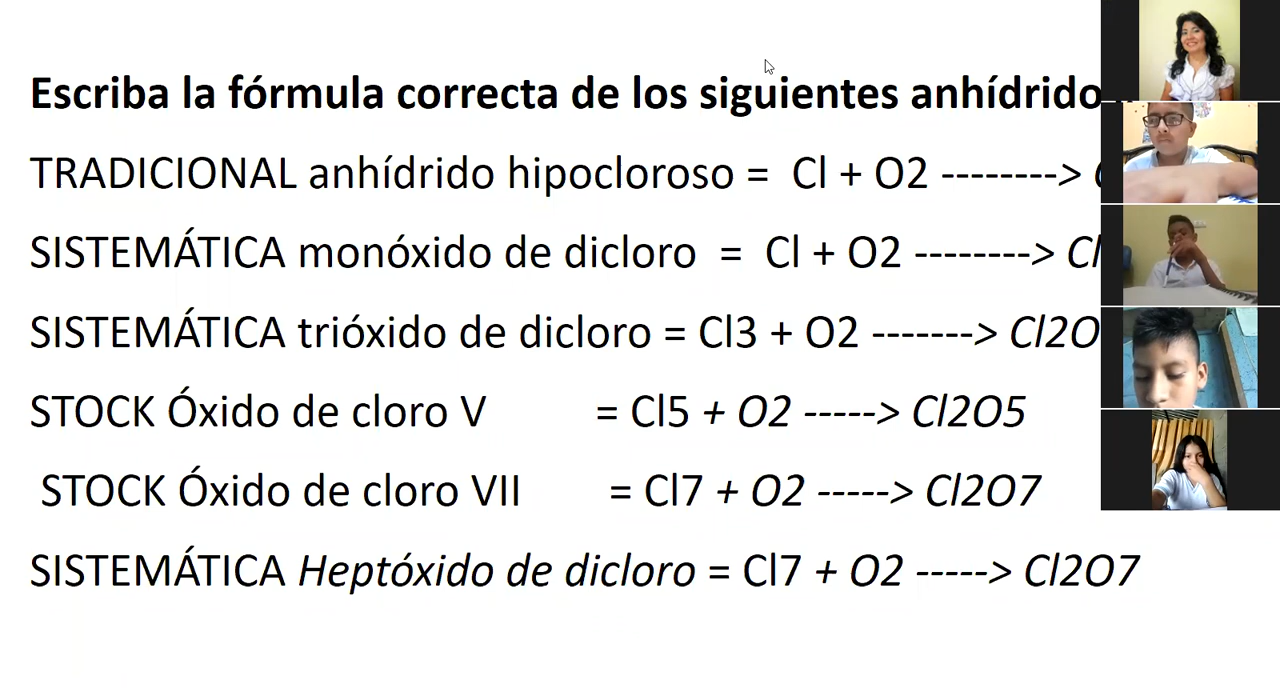 Escriba la fórmula correcta de los siguientes anhídrido
TRADICIONAL anhídrido hipocloroso = Cl + O2 -------->
SISTEMÁTICA monóxido de dicloro = Cl + O2 --------> Cl
SISTEMÁTICA trióxido de dicloro = Cl3 + O2 -------> Cl2O
STOCK Óxido de cloro V = Cl5 + O2 -----> Cl2O5
STOCK Óxido de cloro VII = Cl7 + O2 -----> Cl2O7
SISTEMÁTICA Heptóxido de dicloro = Cl7 + O2 -----> Cl2O7